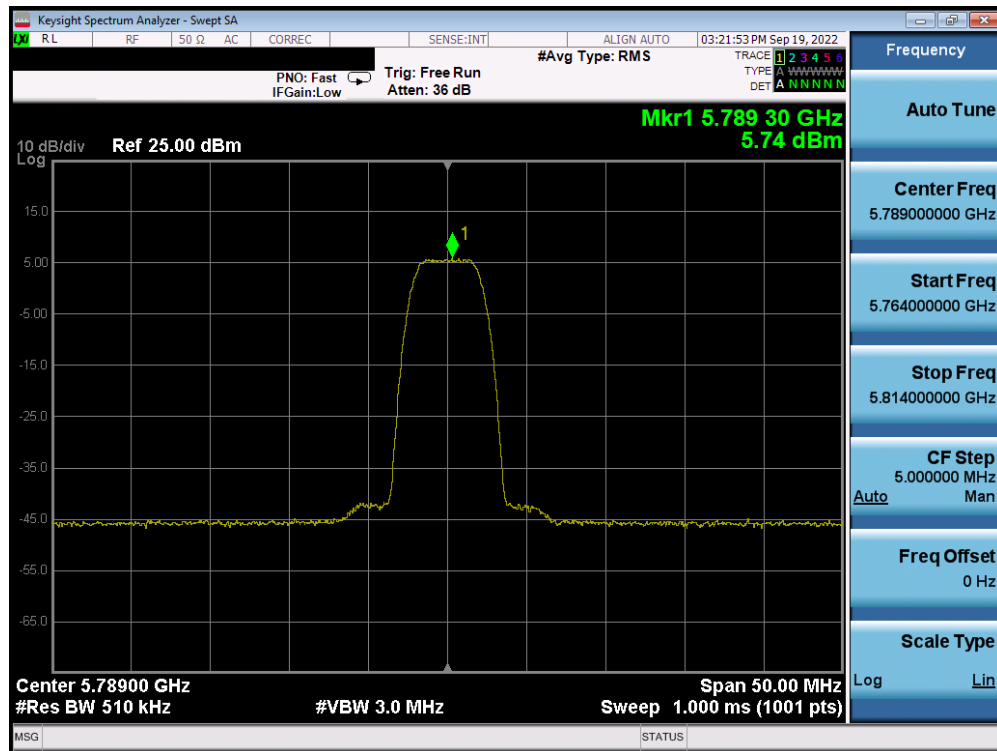 Keysight Spectrum Analyzer - Swept SA
LXI RL RF 50 Ω AC CORREC SENSE:INT ALIGN AUTO 03:21:53 PM Sep 19, 2022
#Avg Type: RMS TRACE 1 2 3 4 5 6
PNO: Fast Trig: Free Run TYPE A WWWWW
IFGain:Low Atten: 36 dB DET A N N N N N
Mkr1 5.789 30 GHz
5.74 dBm
10 dB/div Ref 25.00 dBm
Log
15.0
1
5.00
-5.00
-15.0
-25.0
-35.0
-45.0
-55.0
-65.0
Center 5.78900 GHz Span 50.00 MHz
#Res BW 510 kHz #VBW 3.0 MHz Sweep 1.000 ms (1001 pts)
MSG STATUS
Frequency
Auto Tune
Center Freq
5.789000000 GHz
Start Freq
5.764000000 GHz
Stop Freq
5.814000000 GHz
CF Step
5.000000 MHz
Auto Man
Freq Offset
0 Hz
Scale Type
Log Lin